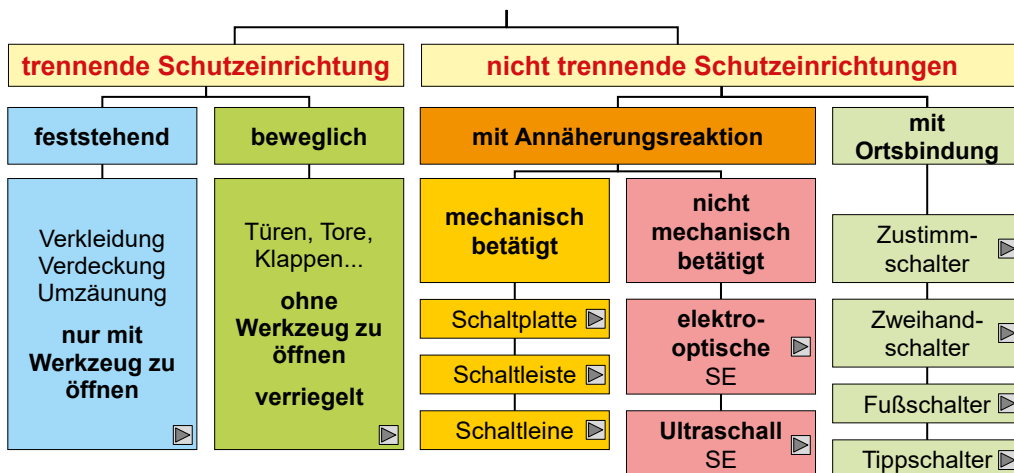 trennende Schutzeinrichtung
nicht trennende Schutzeinrichtungen
feststehend
beweglich
mit Annäherungsreaktion
mit
Ortsbindung
Verkleidung
Verdeckung
Umzäunung
nur mit
Werkzeug zu
öffnen
Türen, Tore,
Klappen...
ohne
Werkzeug zu
öffnen
verriegelt
mechanisch
betätigt
Schaltplatte
Schaltleiste
Schaltleine
nicht
mechanisch
betätigt
elektro-
optische
SE
Ultraschall
SE
Zustimm-
schalter
Zweihand-
schalter
Fußschalter
Tippschalter